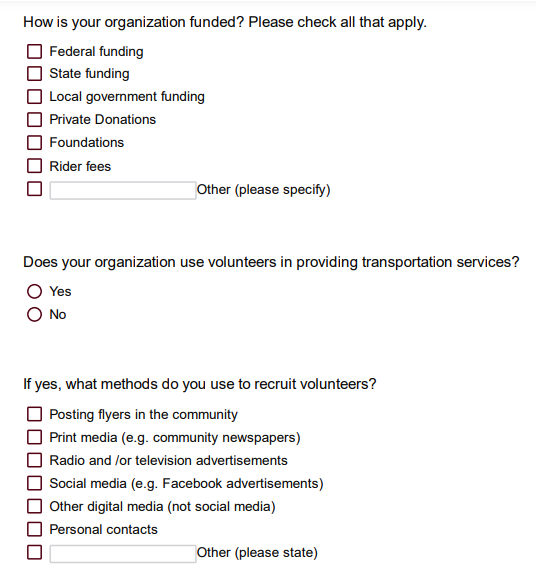 How is your organization funded? Please check all that apply.
Federal funding
State funding
Local government funding
Private Donations
Foundations
Rider fees
Other (please specify)
Does your organization use volunteers in providing transportation services?
Yes
No
If yes, what methods do you use to recruit volunteers?
Posting flyers in the community
Print media (e.g. community newspapers)
Radio and /or television advertisements
Social media (e.g. Facebook advertisements)
Other digital media (not social media)
Personal contacts
Other (please state)